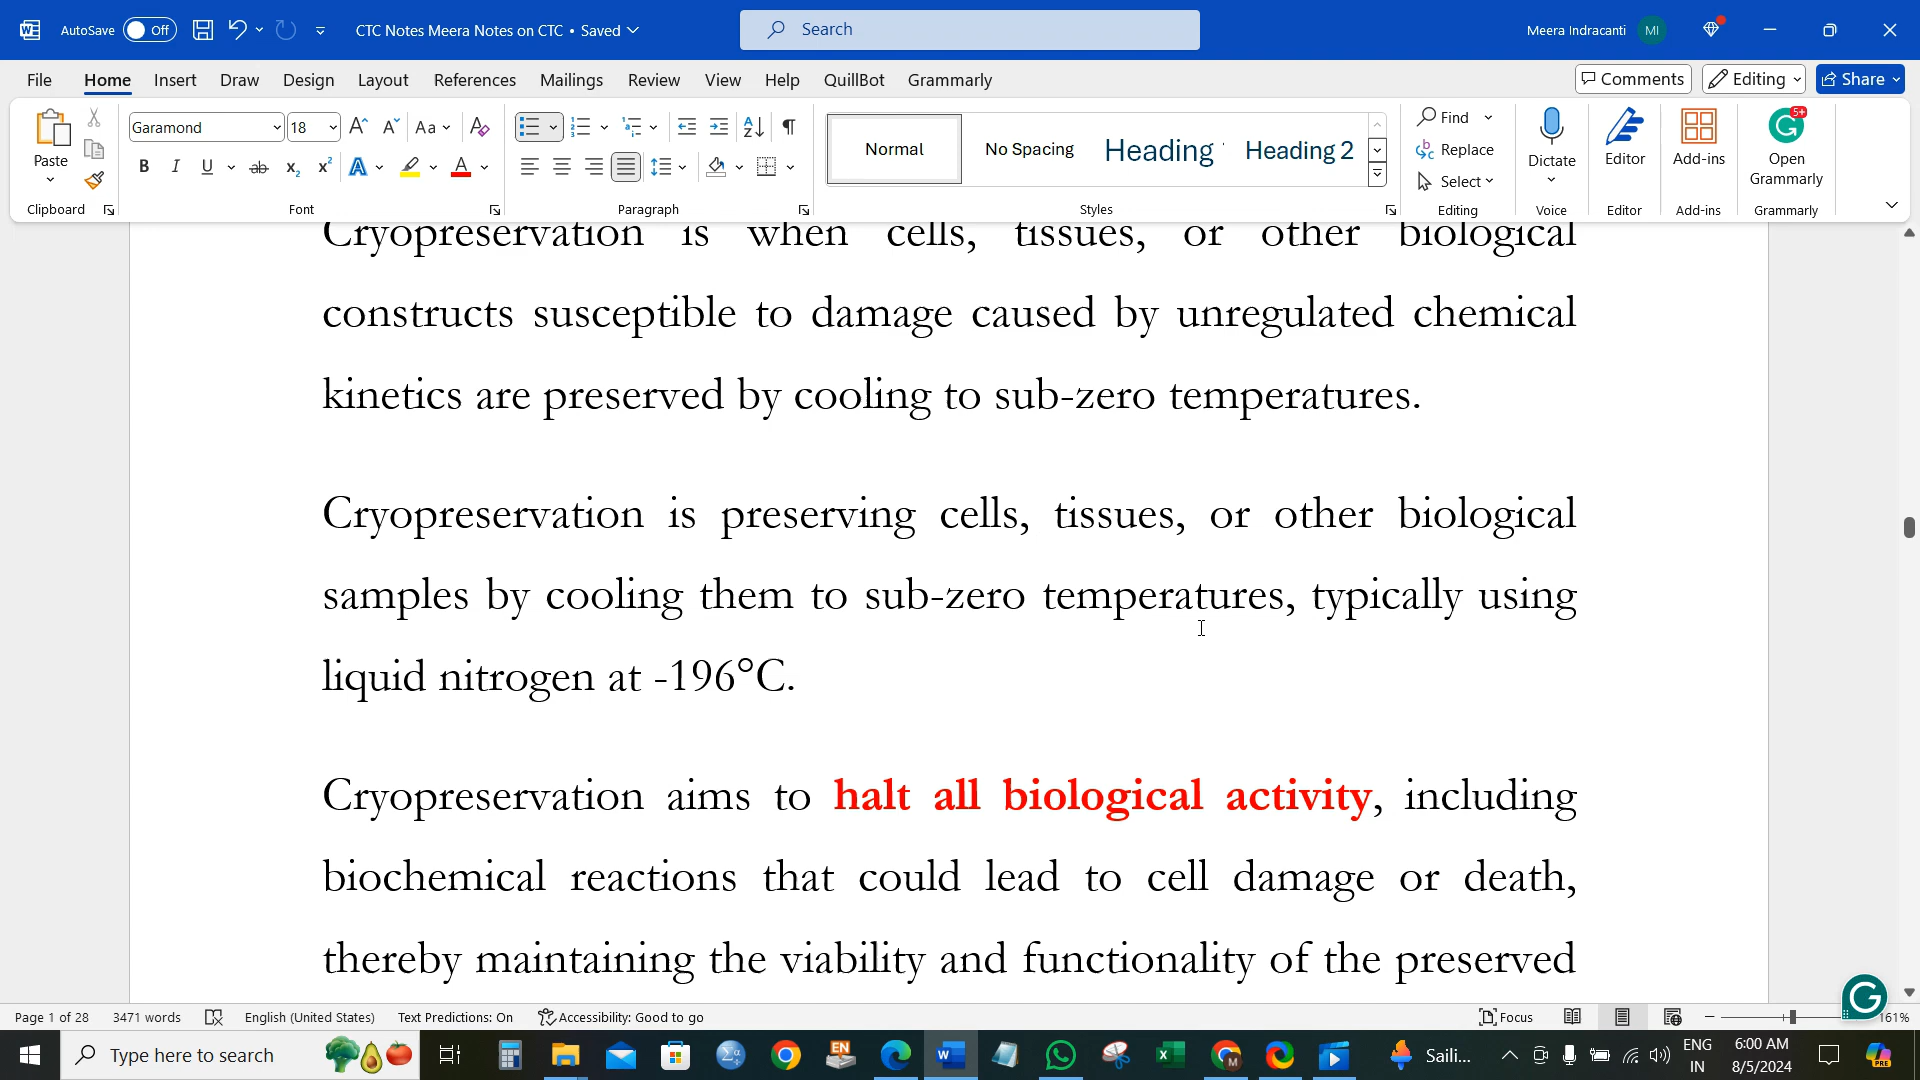 AutoSave Off CTC Notes Meera Notes on CTC • Saved Search Meera Indracanti MI
File Home Insert Draw Design Layout References Mailings Review View Help QuillBot Grammarly Comments Editing Share
Paste Garamond 18 Aa Normal No Spacing Heading Heading 2 Find Replace Select Dictate Editor Add-ins Open Grammarly 5+
Clipboard Font Paragraph Styles Editing Voice Editor Add-ins Grammarly
Cryopreservation is when cells, tissues, or other biological
constructs susceptible to damage caused by unregulated chemical
kinetics are preserved by cooling to sub-zero temperatures.
Cryopreservation is preserving cells, tissues, or other biological
samples by cooling them to sub-zero temperatures, typically using
liquid nitrogen at -196°C.
Cryopreservation aims to halt all biological activity, including
biochemical reactions that could lead to cell damage or death,
thereby maintaining the viability and functionality of the preserved
Page 1 of 28 3471 words English (United States) Text Predictions: On Accessibility: Good to go Focus 161%
Type here to search EN Saili... ENG IN 6:00 AM 8/5/2024